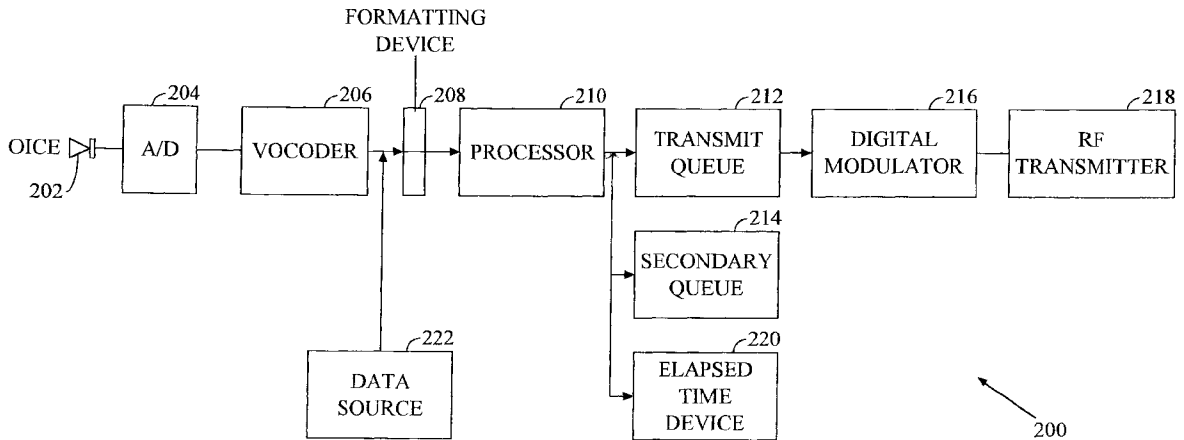 FORMATTING
DEVICE
204
206
208
210
212
216
218
OICE
A/D
VOCODER
PROCESSOR
TRANSMIT
QUEUE
DIGITAL
MODULATOR
RF
TRANSMITTER
202
214
SECONDARY
QUEUE
222
DATA
SOURCE
220
ELAPSED
TIME
DEVICE
200